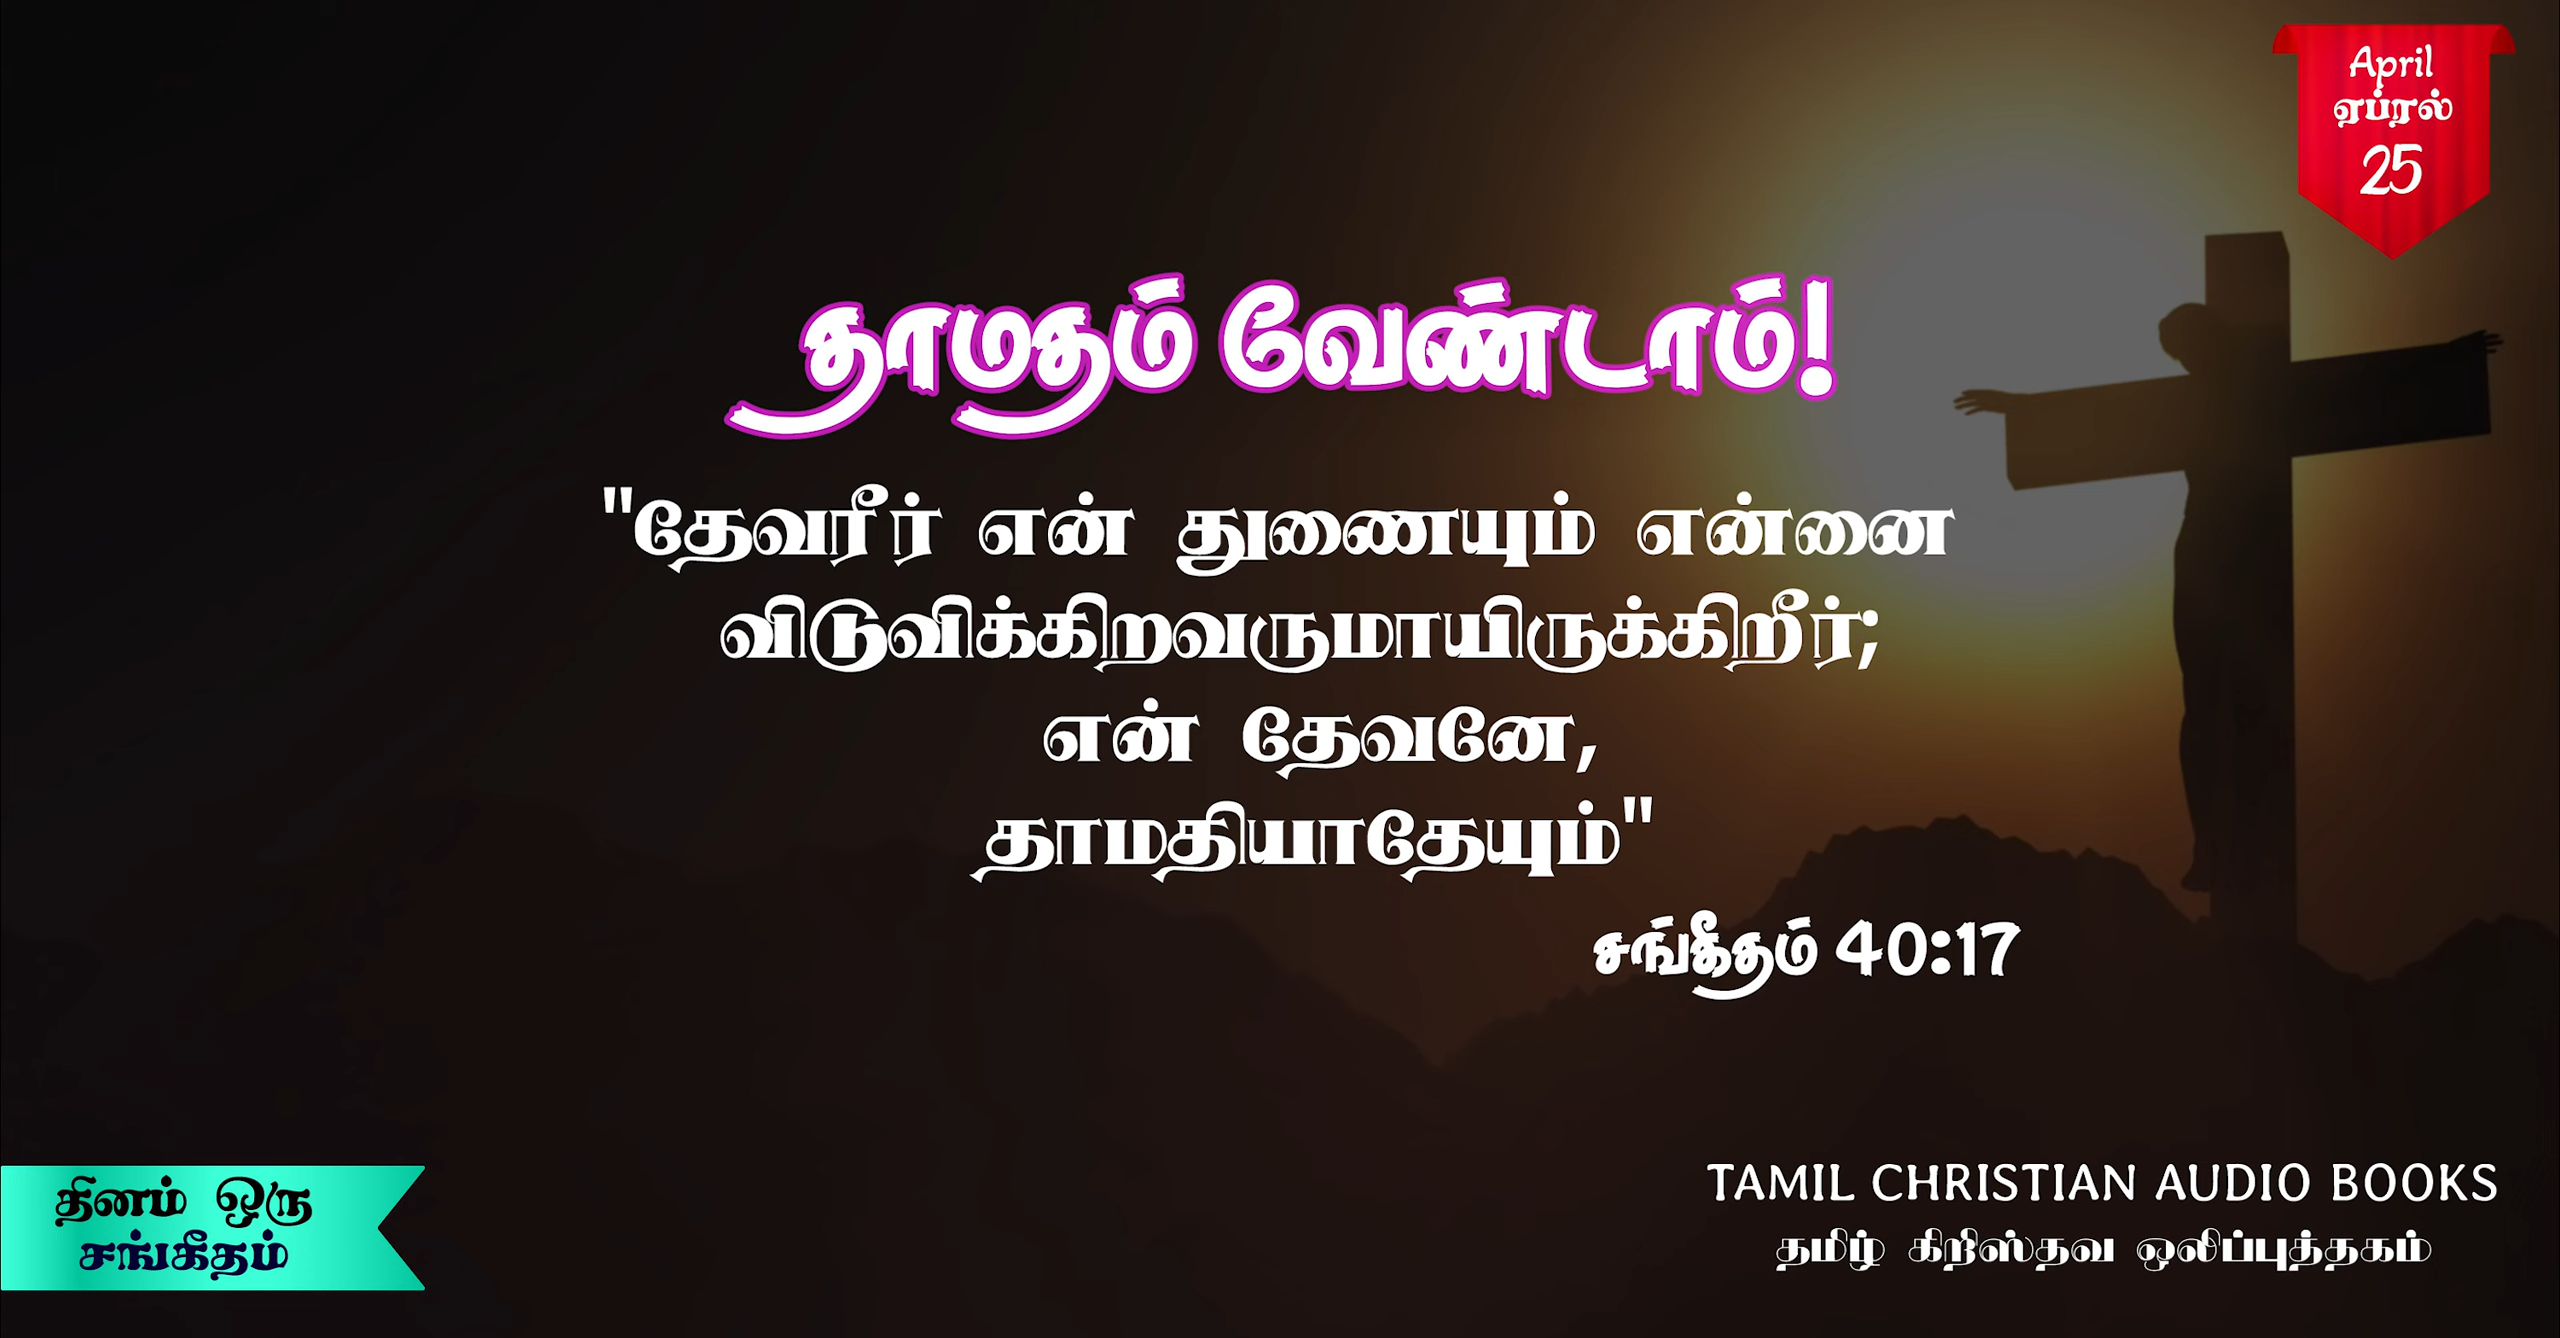 April
ஏப்ரல்
25
தாமதம் வேண்டாம்!
"தேவரீர் என் துணையும் என்னை
விடுவிக்கிறவருமாயிருக்கிறீர்;
என் தேவனே,
தாமதியாதேயும்"
சங்கீதம் 40:17
தினம் ஒரு
சங்கீதம்
TAMIL CHRISTIAN AUDIO BOOKS
தமிழ் கிறிஸ்தவ ஒலிப்புத்தகம்